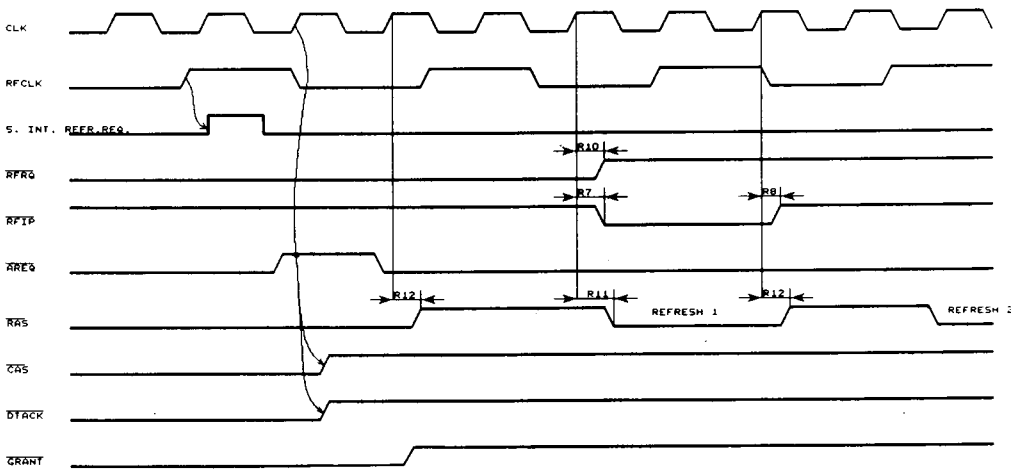 CLK
RFCLK
5. INT. REFR.REQ.
R10
RFRQ
R7
R8
RFIP
AREQ
R12
R11
R12
RAS
REFRESH 1
REFRESH 2
CAS
DTACK
GRANT